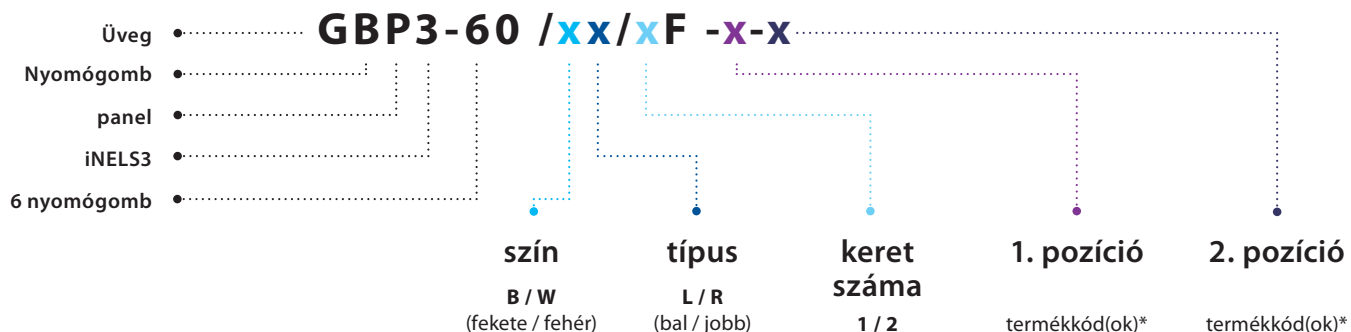 Üveg
GBP3-60 /xx/xF -x-x
Nyomógomb
panel
iNELS3
6 nyomógomb
szín
B / W
(fekete / fehér)
típus
L / R
(bal / jobb)
keret
száma
1 / 2
1. pozíció
termékkód(ok)*
2. pozíció
termékkód(ok)*